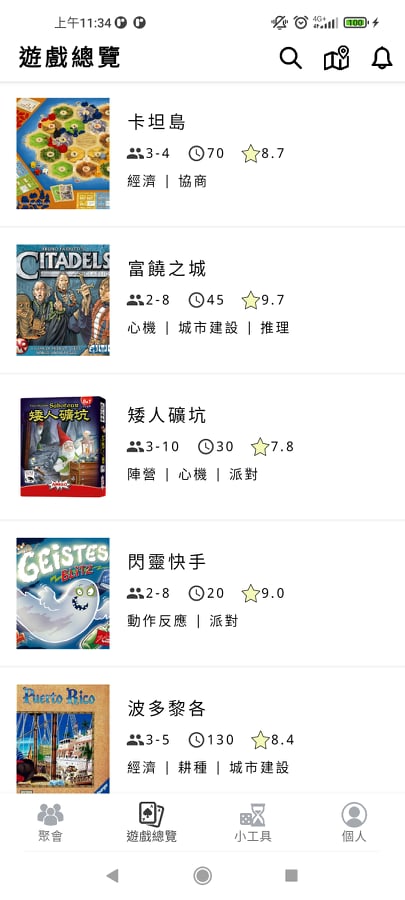 上午11:34
4G+
100
遊戲總覽
卡坦島
3-4 70 8.7
經濟 | 協商
BRUNO FAIDUTTI
CITADELS
富饒之城
2-8 45 9.7
心機 | 城市建設 | 推理
Saboteur
矮人礦坑
AMIGO
矮人礦坑
3-10 30 7.8
陣營 | 心機 | 派對
GEISTES
BLITZ
閃靈快手
2-8 20 9.0
動作反應 | 派對
Puerto Rico
波多黎各
3-5 130 8.4
經濟 | 耕種 | 城市建設
聚會 遊戲總覽 小工具 個人